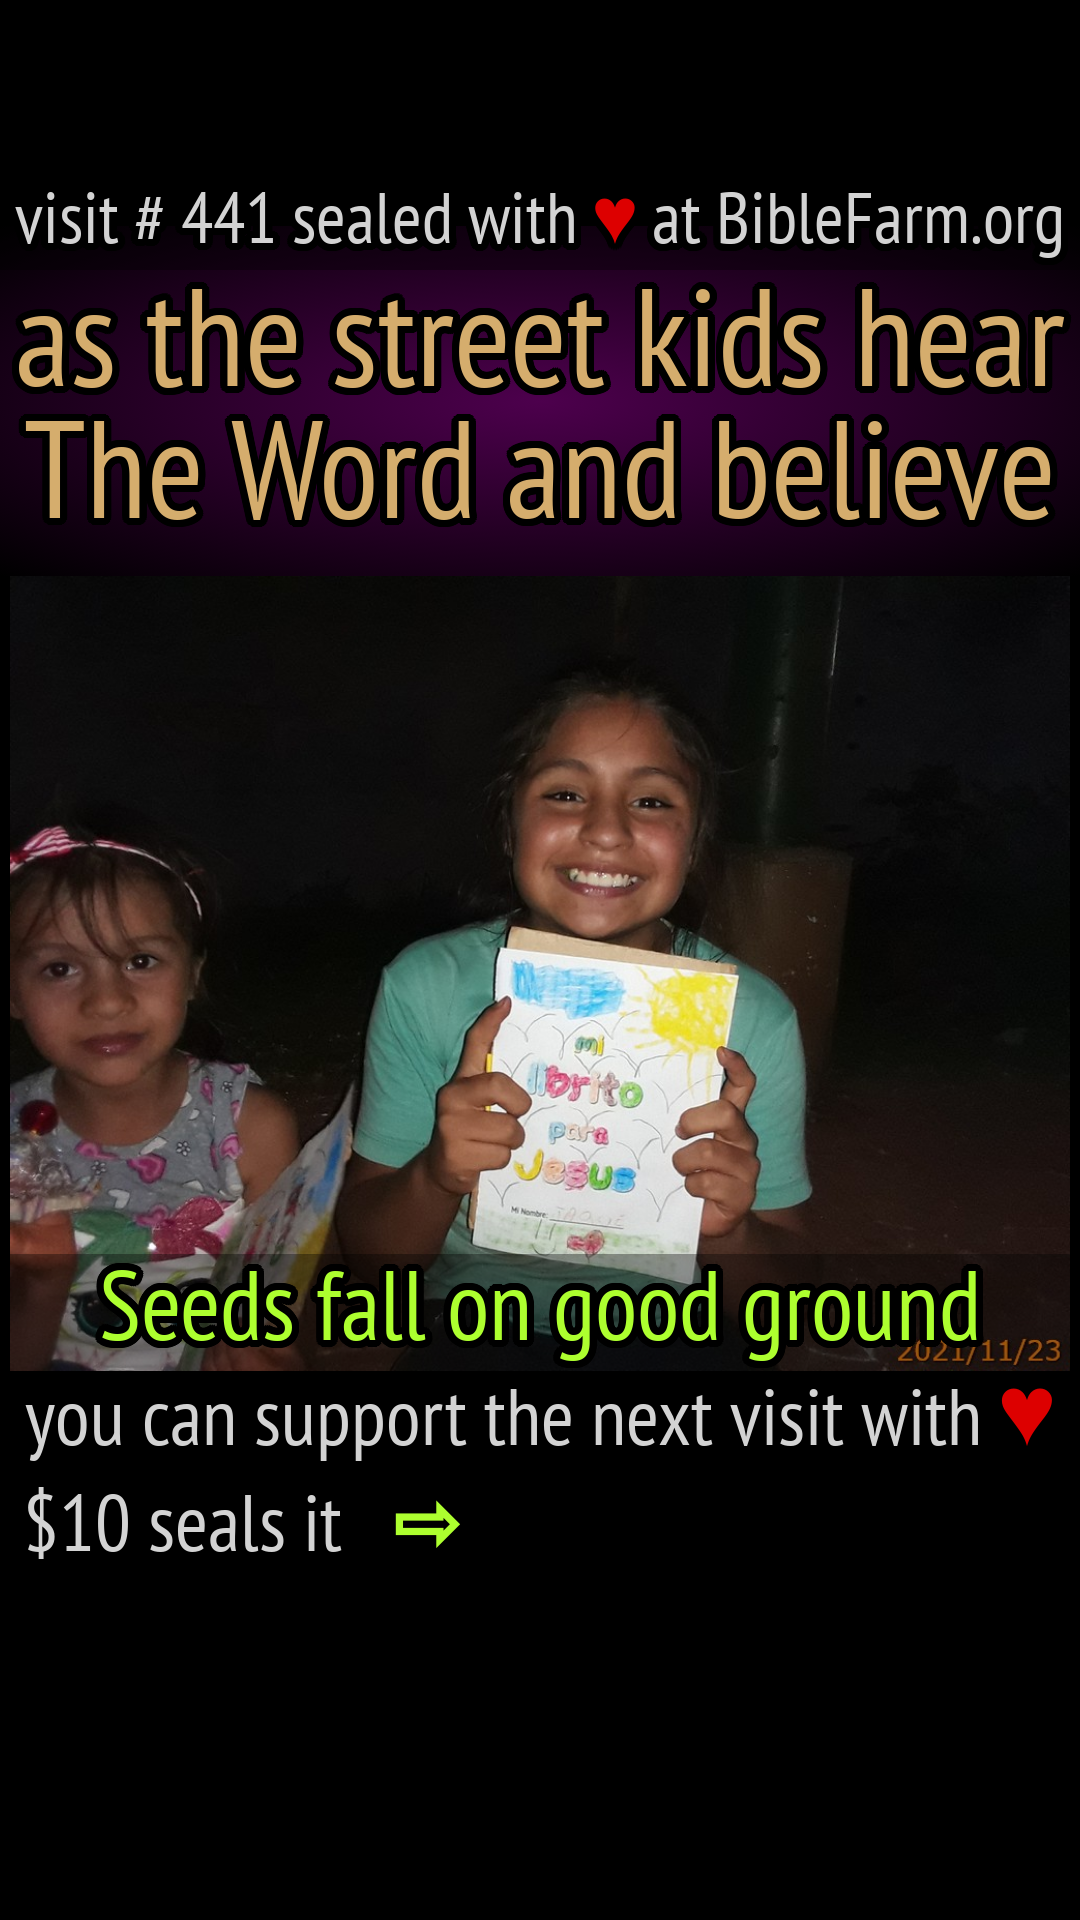 visit # 441 sealed with ♥ at BibleFarm.org
as the street kids hear
The Word and believe
mi
librito
para
Jesus
Mi Nombre:
Seeds fall on good ground
2021/11/23
you can support the next visit with ♥
$10 seals it ⇨